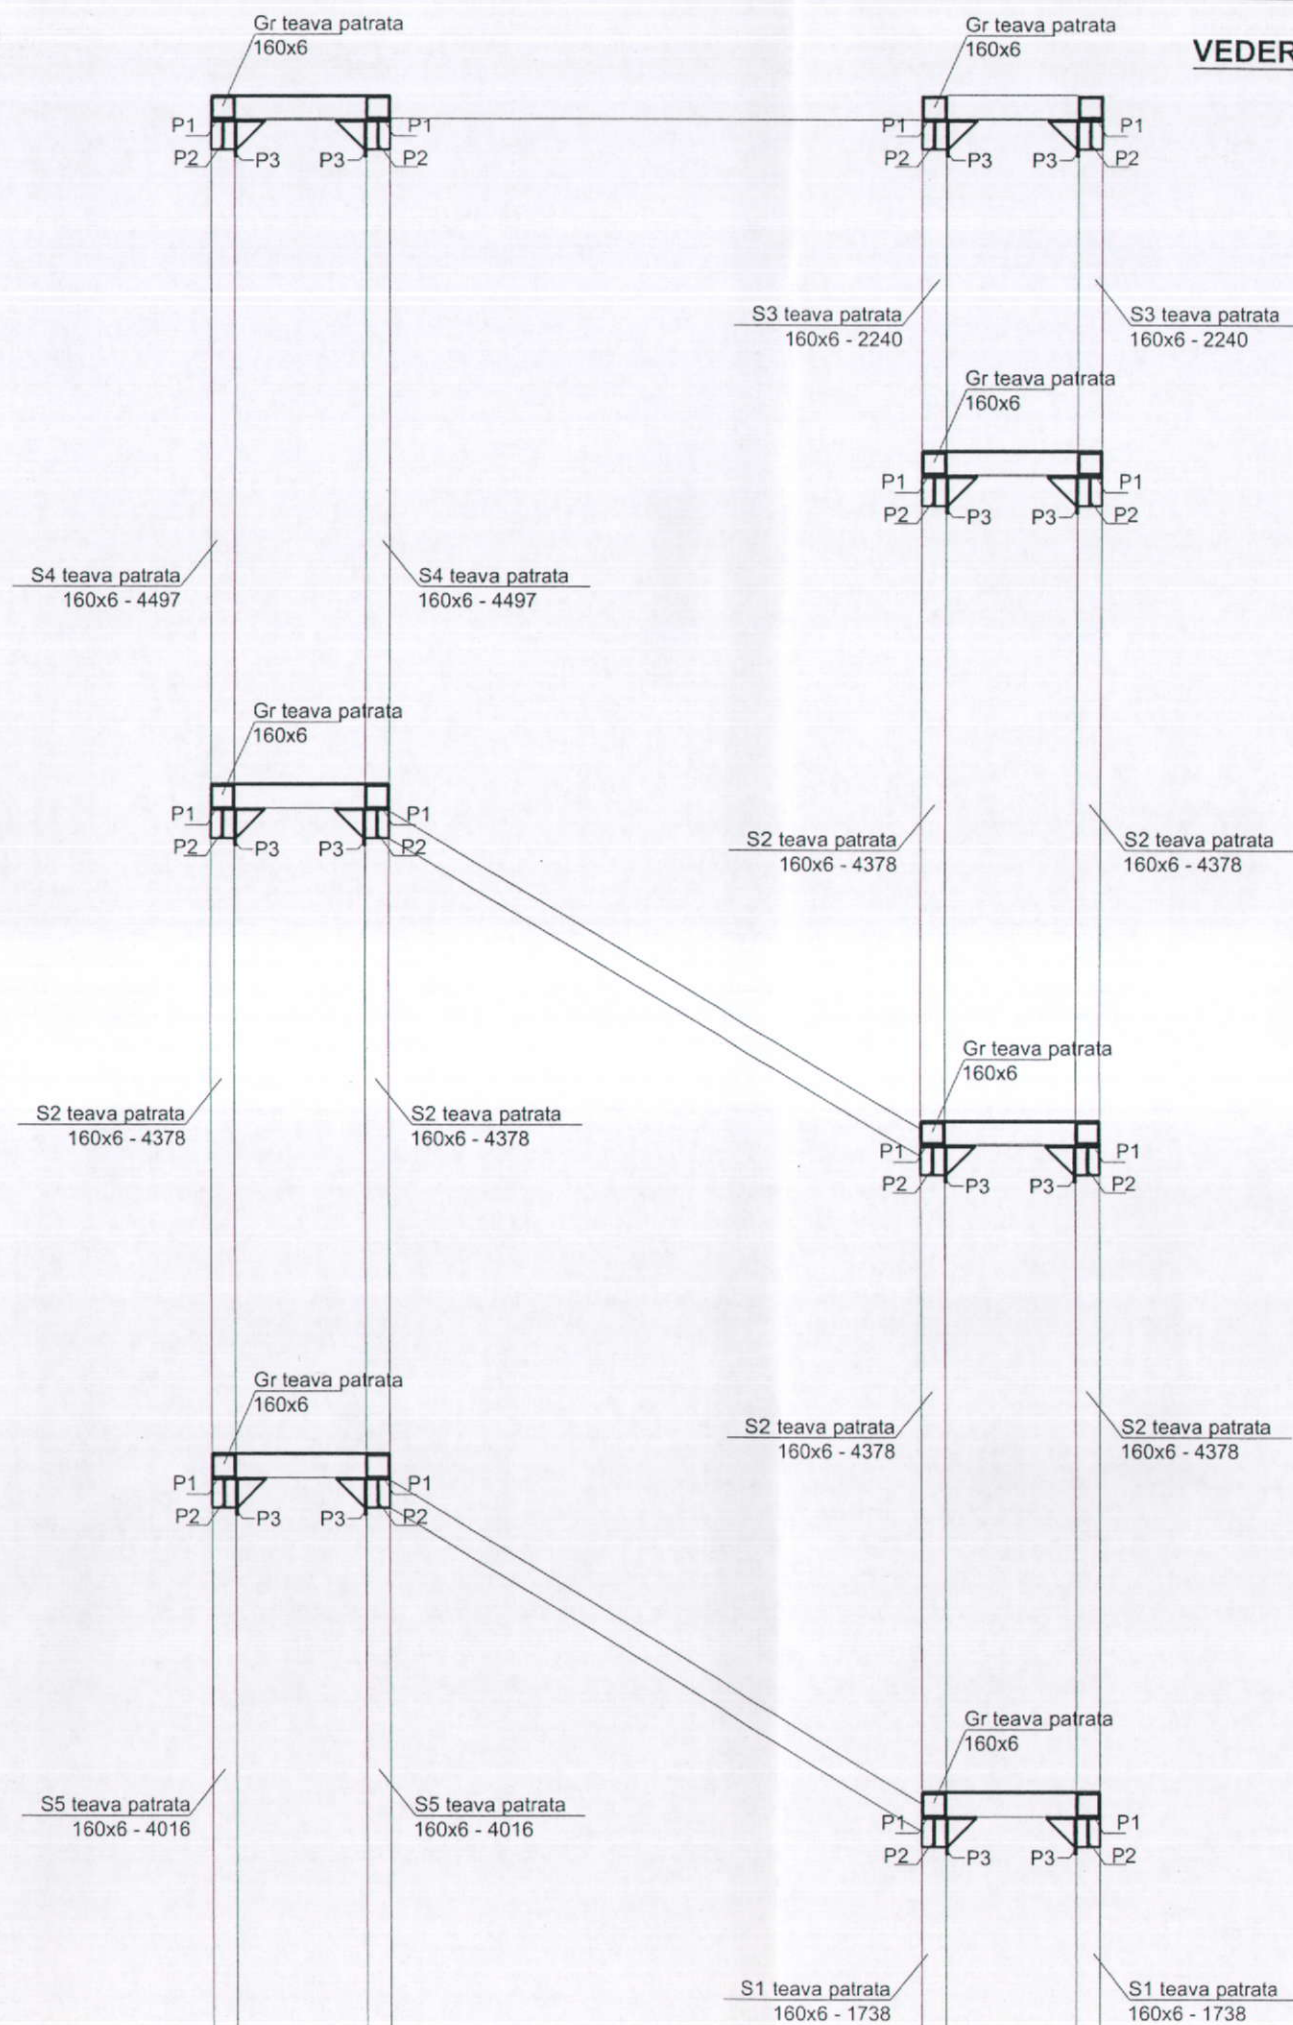 Gr teava patrata
160x6
Gr teava patrata
160x6
VEDER
P1
P1
P2
P3
P3
P2
P1
P1
P2
P3
P3
P2
S3 teava patrata
160x6 - 2240
S3 teava patrata
160x6 - 2240
Gr teava patrata
160x6
P1
P1
P2
P3
P3
P2
S4 teava patrata
160x6 - 4497
S4 teava patrata
160x6 - 4497
Gr teava patrata
160x6
P1
P1
P2
P3
P3
P2
S2 teava patrata
160x6 - 4378
S2 teava patrata
160x6 - 4378
Gr teava patrata
160x6
S2 teava patrata
160x6 - 4378
S2 teava patrata
160x6 - 4378
P1
P1
P2
P3
P3
P2
Gr teava patrata
160x6
S2 teava patrata
160x6 - 4378
S2 teava patrata
160x6 - 4378
P1
P1
P2
P3
P3
P2
Gr teava patrata
160x6
S5 teava patrata
160x6 - 4016
S5 teava patrata
160x6 - 4016
P1
P1
P2
P3
P3
P2
S1 teava patrata
160x6 - 1738
S1 teava patrata
160x6 - 1738